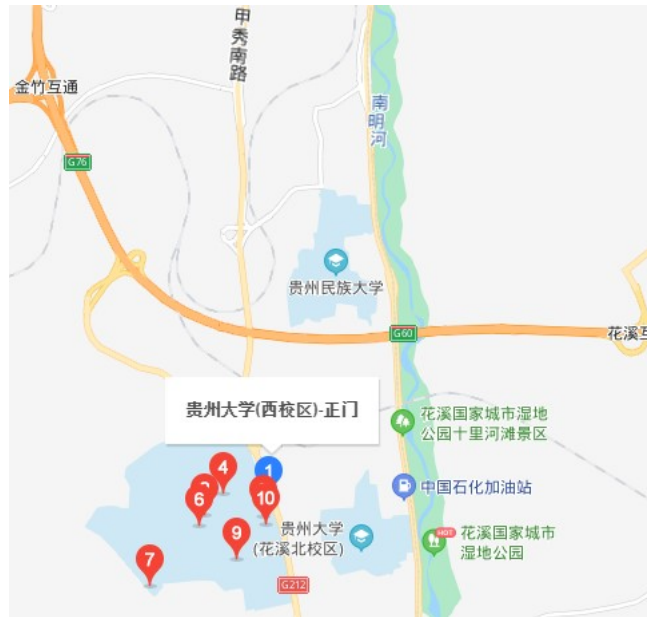 甲秀南路
金竹互通
南明河
G76
贵州民族大学
G60
花溪互
贵州大学(西校区)-正门
花溪国家城市湿地
公园十里河滩景区
4
1
6
10
中国石化加油站
贵州大学
(花溪北校区)
HOT
花溪国家城市
湿地公园
9
7
G212